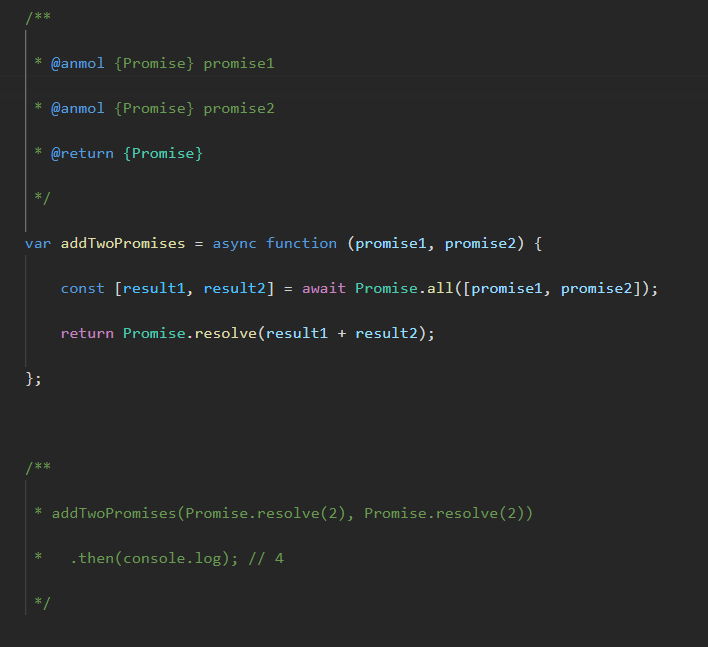 /**
 * @anmol {Promise} promise1
 * @anmol {Promise} promise2
 * @return {Promise}
 */
var addTwoPromises = async function (promise1, promise2) {
    const [result1, result2] = await Promise.all([promise1, promise2]);
    return Promise.resolve(result1 + result2);
};
/**
 * addTwoPromises(Promise.resolve(2), Promise.resolve(2))
 *   .then(console.log); // 4
 */